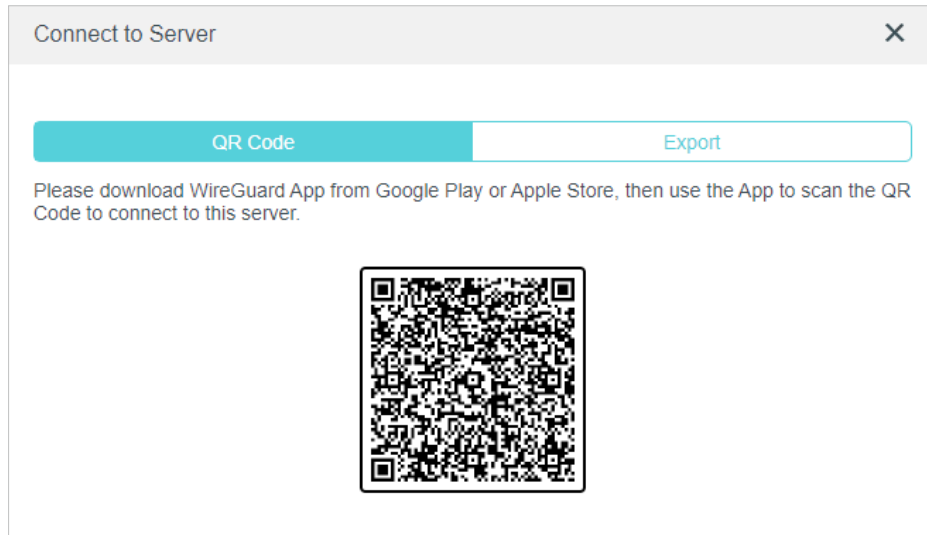 Connect to Server
QR Code
Export
Please download WireGuard App from Google Play or Apple Store, then use the App to scan the QR
Code to connect to this server.